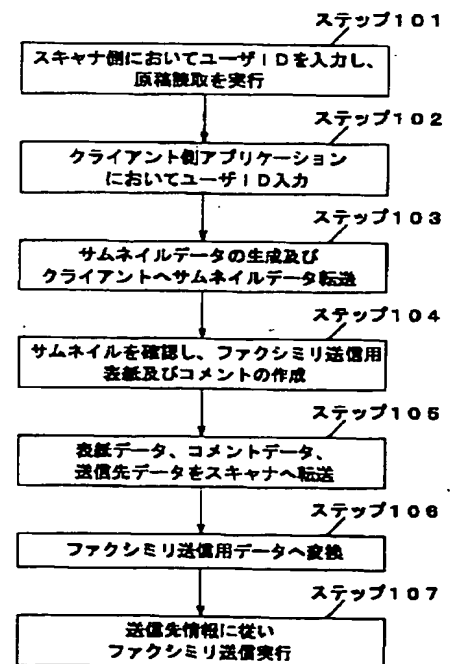 ステップ101
スキャナ側においてユーザIDを入力し、
原稿読取を実行
ステップ102
クライアント側アプリケーション
においてユーザID入力
ステップ103
サムネイルデータの生成及び
クライアントへサムネイルデータ転送
ステップ104
サムネイルを確認し、ファクシミリ送信用
表紙及びコメントの作成
ステップ105
表紙データ、コメントデータ、
送信先データをスキャナへ転送
ステップ106
ファクシミリ送信用データへ変換
ステップ107
送信先情報に従い
ファクシミリ送信実行